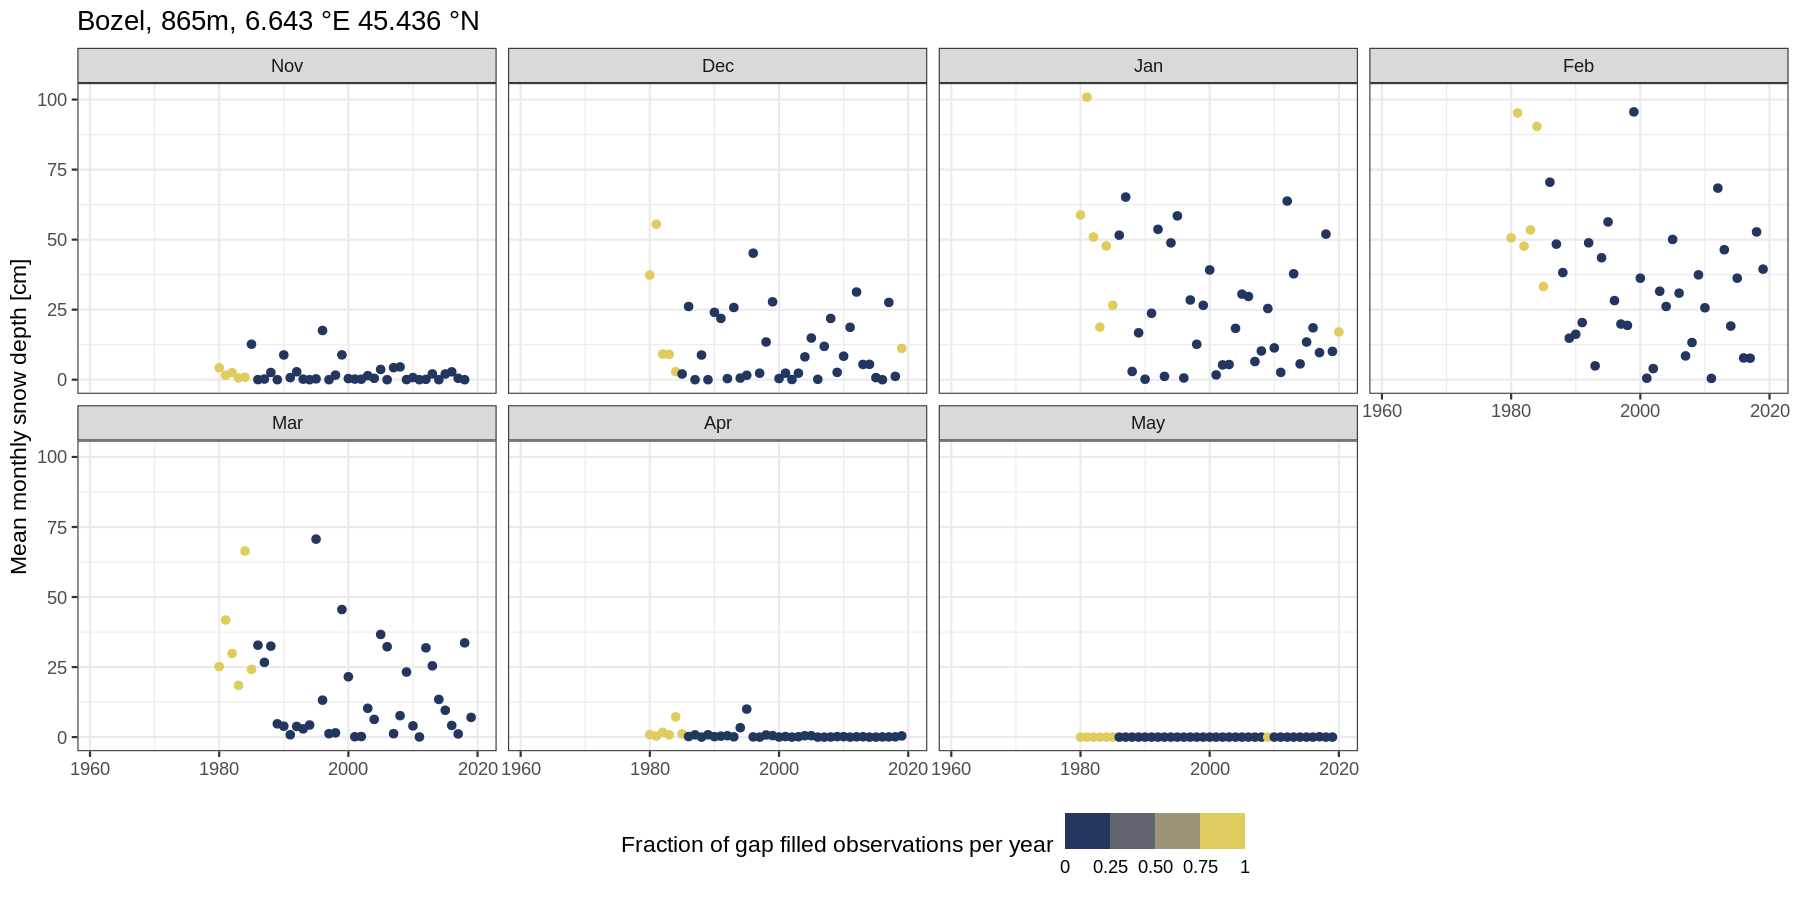 Bozel, 865m, 6.643 °E 45.436 °N
Nov Dec Jan Feb
100
75
50
25
0
1960 1980 2000 2020
Mar Apr May
100
75
50
25
0
1960 1980 2000 2020 1960 1980 2000 2020 1960 1980 2000 2020
Mean monthly snow depth [cm]
Fraction of gap filled observations per year
0 0.25 0.50 0.75 1